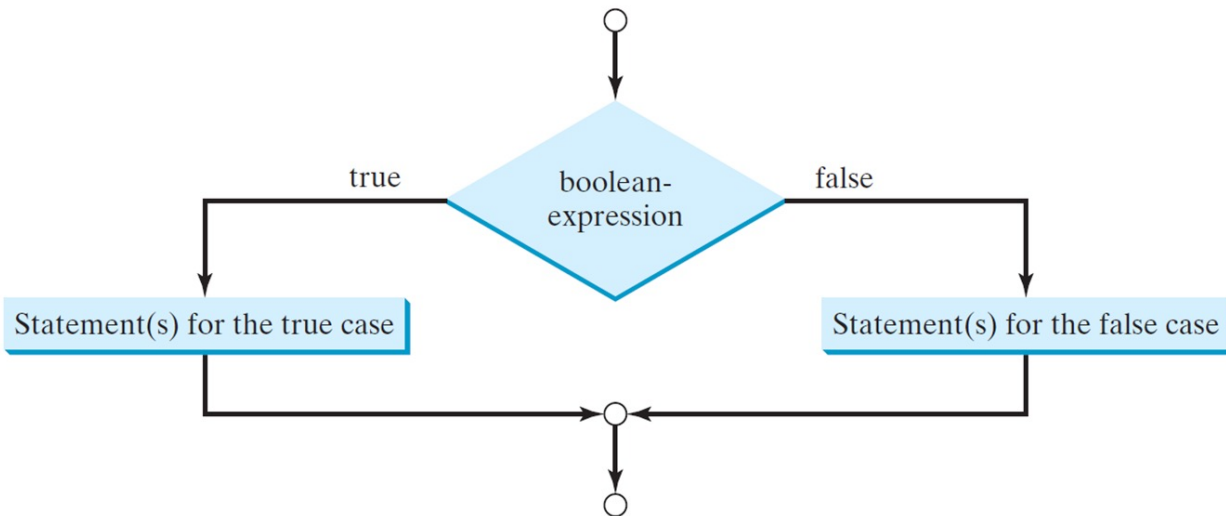 true
boolean-
expression
false
Statement(s) for the true case
Statement(s) for the false case